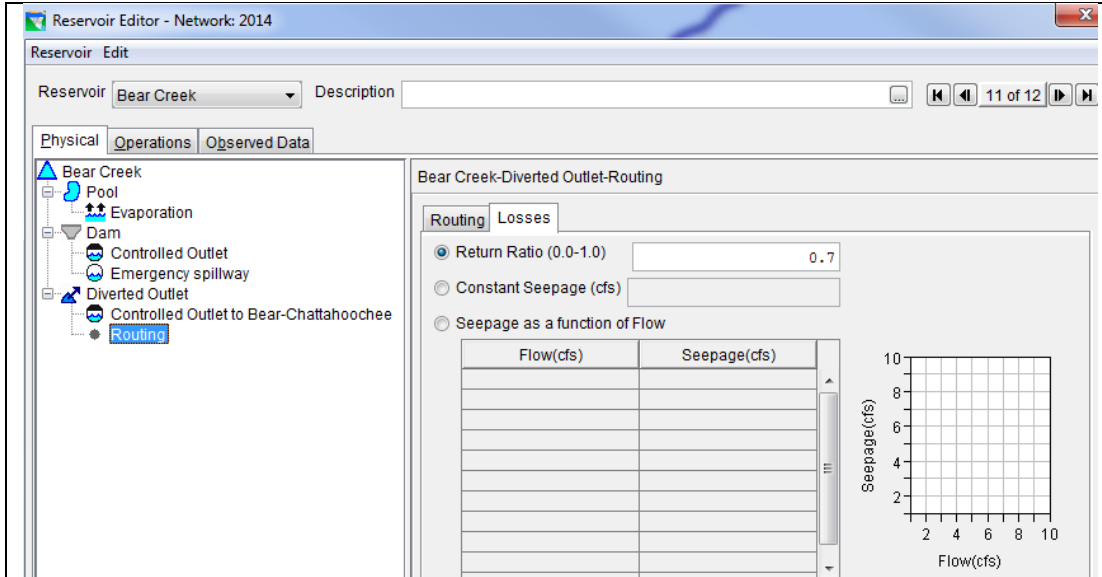 Reservoir Editor - Network: 2014
x
Reservoir Edit
Reservoir Bear Creek Description ... 11 of 12
Physical Operations Observed Data
Bear Creek
Pool
Evaporation
Dam
Controlled Outlet
Emergency spillway
Diverted Outlet
Controlled Outlet to Bear-Chattahoochee
Routing
Bear Creek-Diverted Outlet-Routing
Routing Losses
Return Ratio (0.0-1.0) 0.7
Constant Seepage (cfs)
Seepage as a function of Flow
Flow(cfs) Seepage(cfs)
Seepage(cfs)
10
8
6
4
2
2 4 6 8 10
Flow(cfs)